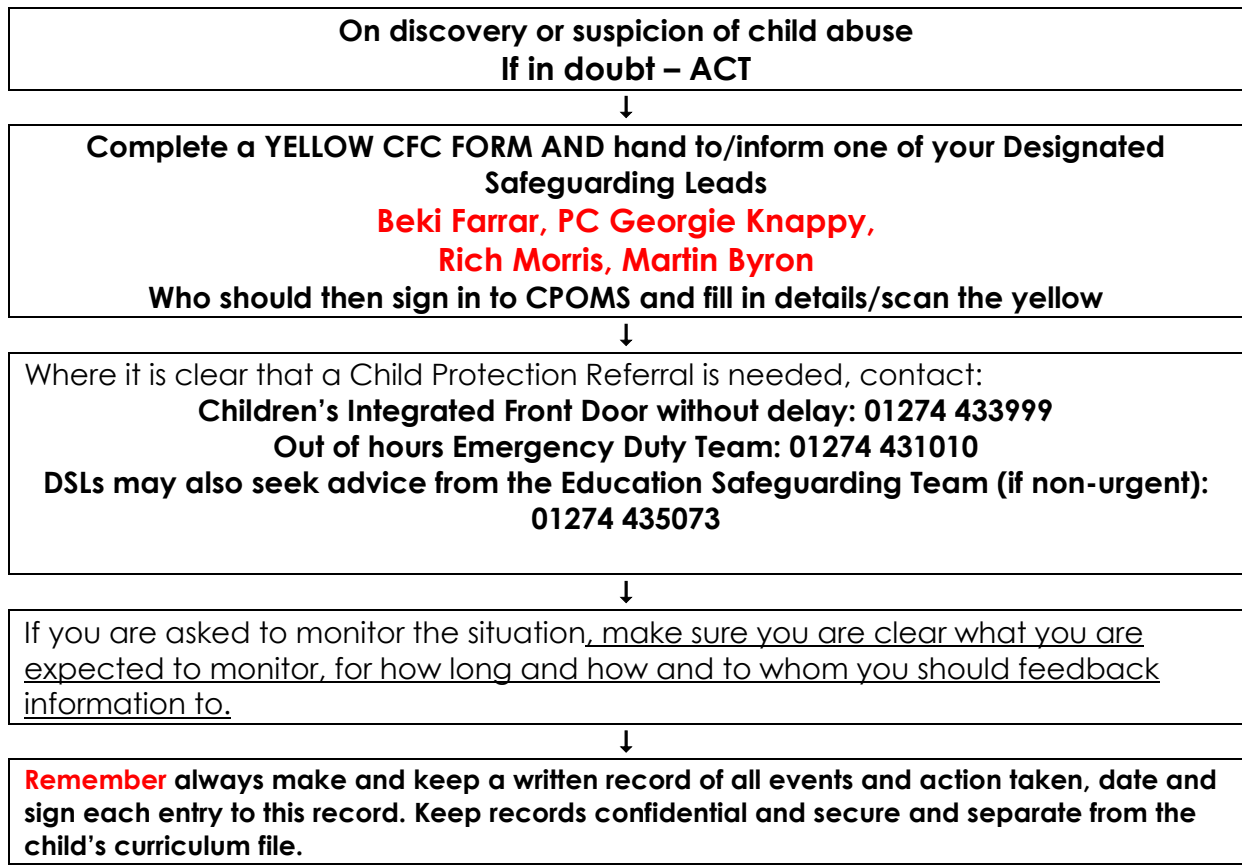 On discovery or suspicion of child abuse
If in doubt – ACT
↓
Complete a YELLOW CFC FORM AND hand to/inform one of your Designated
Safeguarding Leads
Beki Farrar, PC Georgie Knappy,
Rich Morris, Martin Byron
Who should then sign in to CPOMS and fill in details/scan the yellow
↓
Where it is clear that a Child Protection Referral is needed, contact:
Children's Integrated Front Door without delay: 01274 433999
Out of hours Emergency Duty Team: 01274 431010
DSLs may also seek advice from the Education Safeguarding Team (if non-urgent):
01274 435073
↓
If you are asked to monitor the situation, make sure you are clear what you are
expected to monitor, for how long and how and to whom you should feedback
information to.
↓
Remember always make and keep a written record of all events and action taken, date and
sign each entry to this record. Keep records confidential and secure and separate from the
child's curriculum file.